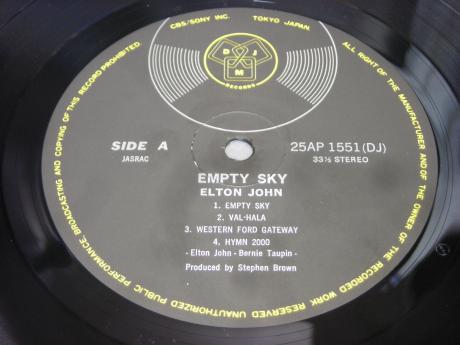 CBS/SONY INC. TOKYO JAPAN.
ALL RIGHT OF THE MANUFACTURER AND OF THE OWNER OF THE RECORDED WORK RESERVED UNAUTHORIZED PUBLIC PERFORMANCE BROADCASTING AND COPYING OF THIS RECORD PROHIBITED.
D J M
RECORDS
SIDE A
JASRAC
25AP 1551(DJ)
33⅓ STEREO
EMPTY SKY
ELTON JOHN
1. EMPTY SKY
2. VAL-HALA
3. WESTERN FORD GATEWAY
4. HYMN 2000
- Elton John - Bernie Taupin -
Produced by Stephen Brown